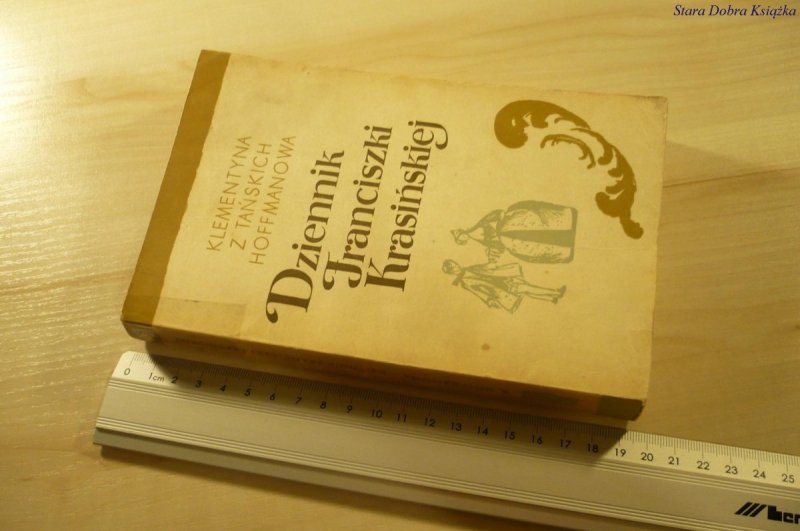 Stara Dobra Książka
KLEMENTYNA
Z TAŃSKICH
HOFFMANOWA
Dziennik
Franciszki
Krasińskiej
0 1cm 2 3 4 5 6 7 8 9 10 11 12 13 14 15 16 17 18 19 20 21 22 23 24 25